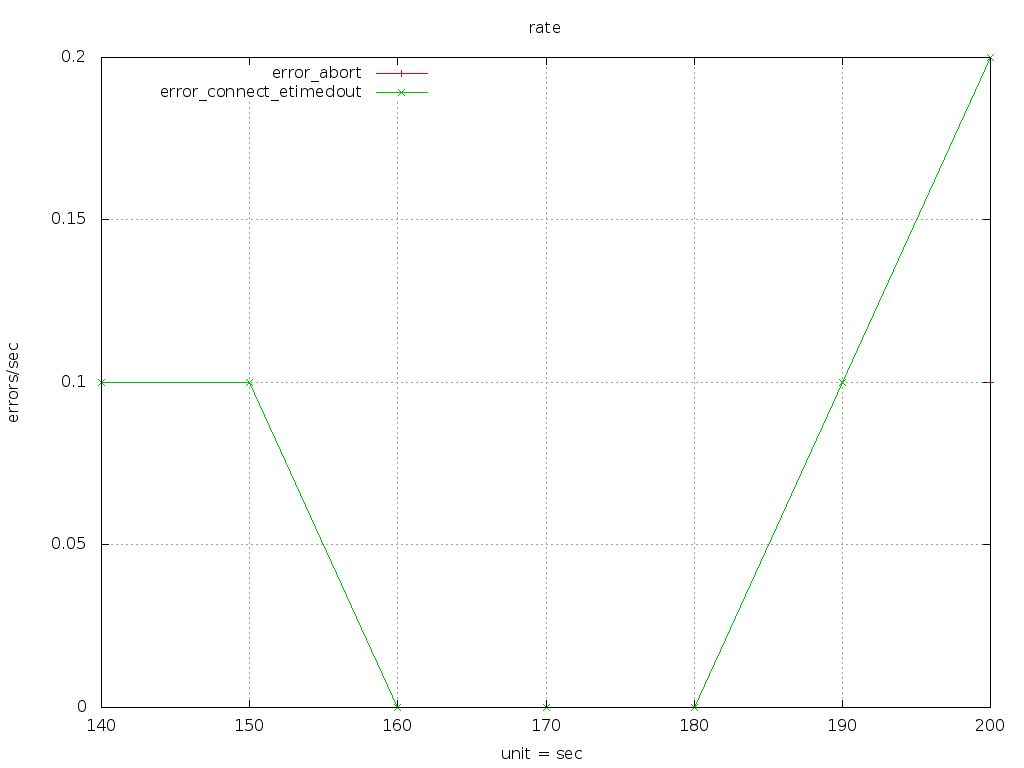 rate
error_abort
error_connect_etimedout
0.2
0.15
0.1
0.05
0
errors/sec
140 150 160 170 180 190 200
unit = sec